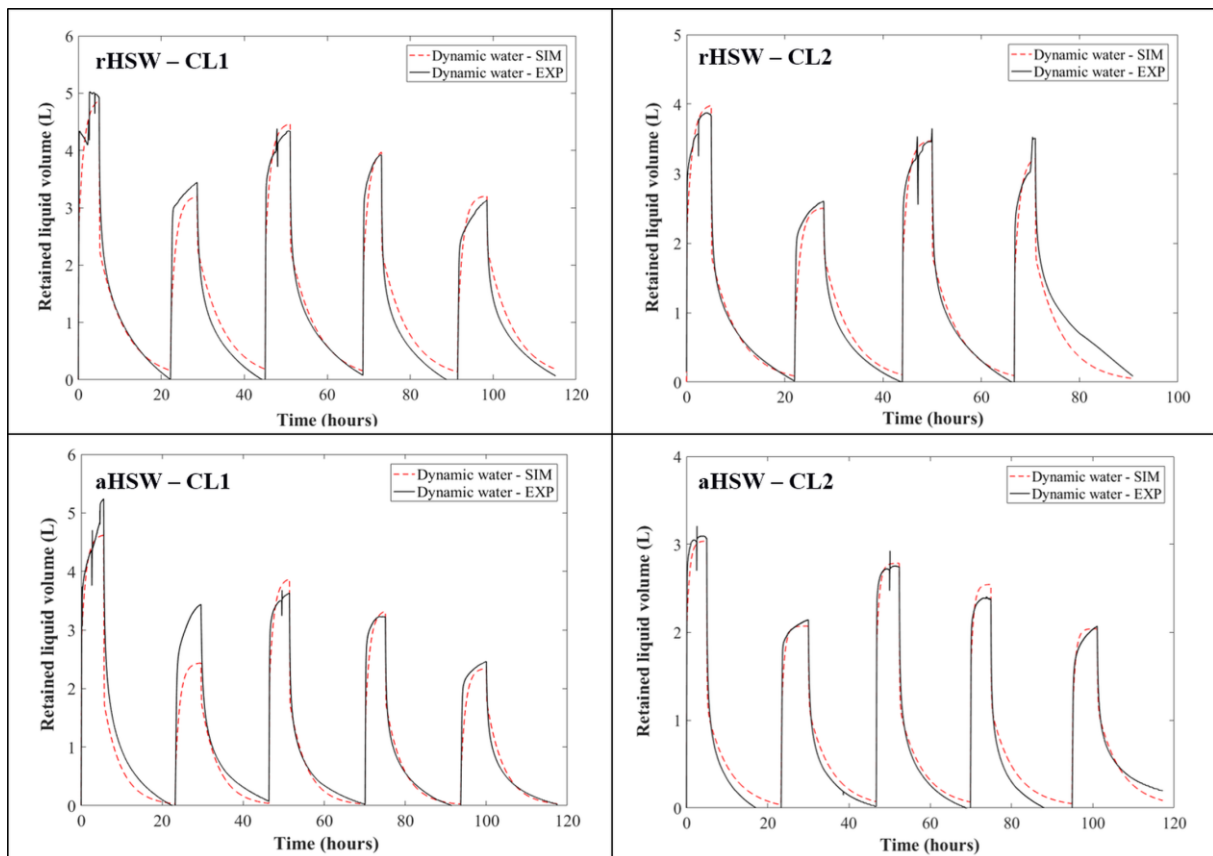 rHSW – CL1
Dynamic water - SIM
Dynamic water - EXP
Retained liquid volume (L)
6
5
4
3
2
1
0
0 20 40 60 80 100 120
Time (hours)
rHSW – CL2
Dynamic water - SIM
Dynamic water - EXP
Retained liquid volume (L)
5
4
3
2
1
0
0 20 40 60 80 100
Time (hours)
aHSW – CL1
Dynamic water - SIM
Dynamic water - EXP
Retained liquid volume (L)
6
5
4
3
2
1
0
0 20 40 60 80 100 120
Time (hours)
aHSW – CL2
Dynamic water - SIM
Dynamic water - EXP
Retained liquid volume (L)
4
3
2
1
0
0 20 40 60 80 100 120
Time (hours)